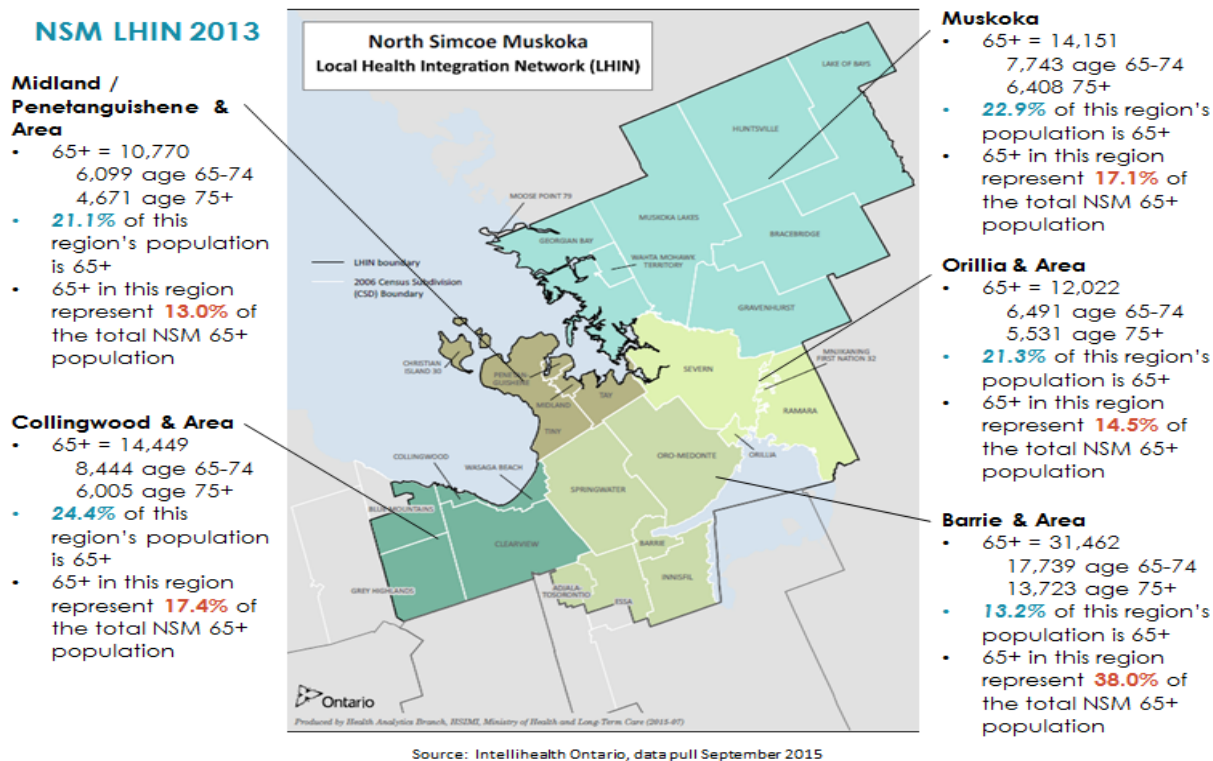 NSM LHIN 2013
Midland /
Penetanguishene &
Area
• 65+ = 10,770
6,099 age 65-74
4,671 age 75+
• 21.1% of this
region's population
is 65+
• 65+ in this region
represent 13.0% of
the total NSM 65+
population
Collingwood & Area
• 65+ = 14,449
8,444 age 65-74
6,005 age 75+
• 24.4% of this
region's population
is 65+
• 65+ in this region
represent 17.4% of
the total NSM 65+
population
North Simcoe Muskoka
Local Health Integration Network (LHIN)
LAKE OF BAYS
HUNTSVILLE
MOOSE POINT 79
MUSKOKA LAKES
GEORGIAN BAY
BRACEBRIDGE
WAHTA MOHAWK
TERRITORY
LHIN boundary
2006 Census Subdivision
(CSD) Boundary
GRAVENHURST
CHRISTIAN
ISLAND 30
PENETAN-
GUISHENE
SEVERN
MNJIKANING
FIRST NATION 32
MIDLAND
TAY
RAMARA
TINY
COLLINGWOOD
WASAGA BEACH
ORO-MEDONTE
ORILLIA
SPRINGWATER
BLUE MOUNTAINS
CLEARVIEW
BARRIE
INNISFIL
GREY HIGHLANDS
ADJALA-
TOSORONTIO
ESSA
Ontario
Produced by Health Analytics Branch, HSIMI, Ministry of Health and Long-Term Care (2015-07)
Muskoka
• 65+ = 14,151
7,743 age 65-74
6,408 75+
• 22.9% of this region's
population is 65+
• 65+ in this region
represent 17.1% of
the total NSM 65+
population
Orillia & Area
• 65+ = 12,022
6,491 age 65-74
5,531 age 75+
• 21.3% of this region's
population is 65+
• 65+ in this region
represent 14.5% of
the total NSM 65+
population
Barrie & Area
• 65+ = 31,462
17,739 age 65-74
13,723 age 75+
• 13.2% of this region's
population is 65+
• 65+ in this region
represent 38.0% of
the total NSM 65+
population
Source: Intellihealth Ontario, data pull September 2015